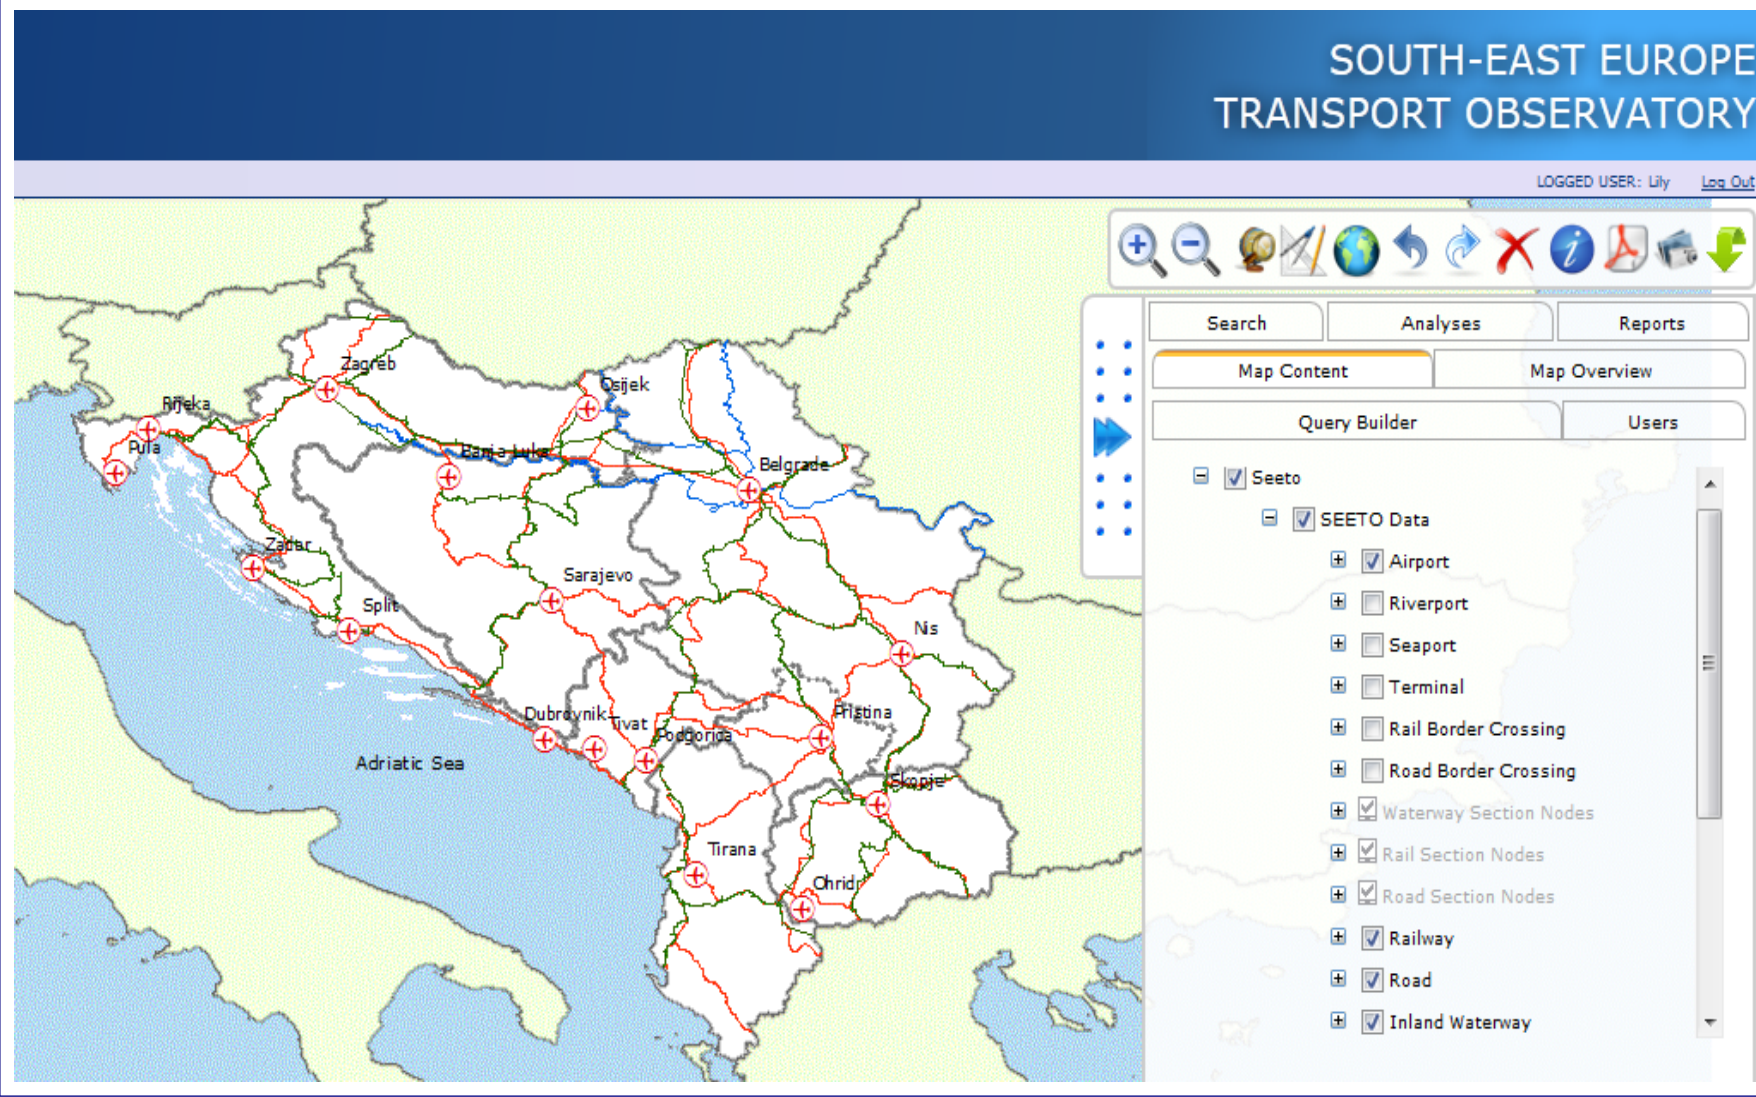 SOUTH-EAST EUROPE
TRANSPORT OBSERVATORY
LOGGED USER: Lily Log Out
Search Analyses Reports
Map Content Map Overview
Query Builder Users
Seeto
SEETO Data
Airport
Riverport
Seaport
Terminal
Rail Border Crossing
Road Border Crossing
Waterway Section Nodes
Rail Section Nodes
Road Section Nodes
Railway
Road
Inland Waterway
Zagreb
Osijek
Rijeka
Pula
Banja Luka
Belgrade
Zadar
Sarajevo
Split
Nis
Dubrovnik
Tivat
Pristina
Podgorica
Adriatic Sea
Skopje
Tirana
Ohrid